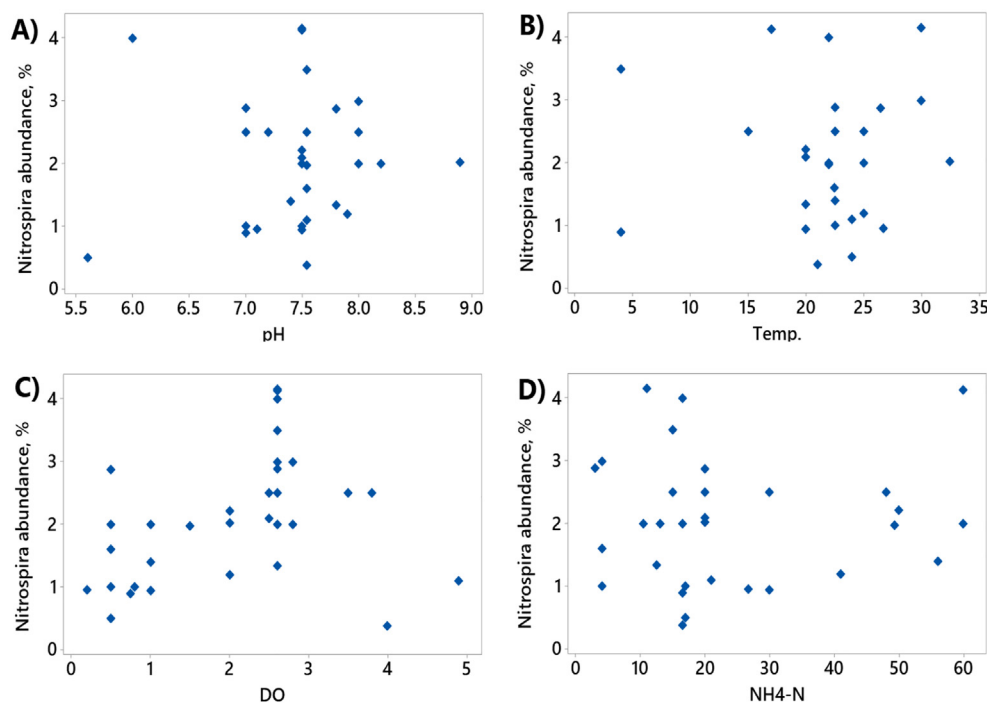 A)
Nitrospira abundance, %
4
3
2
1
0
5.5 6.0 6.5 7.0 7.5 8.0 8.5 9.0
pH
B)
Nitrospira abundance, %
4
3
2
1
0
0 5 10 15 20 25 30 35
Temp.
C)
Nitrospira abundance, %
4
3
2
1
0
0 1 2 3 4 5
DO
D)
Nitrospira abundance, %
4
3
2
1
0
0 10 20 30 40 50 60
NH4-N